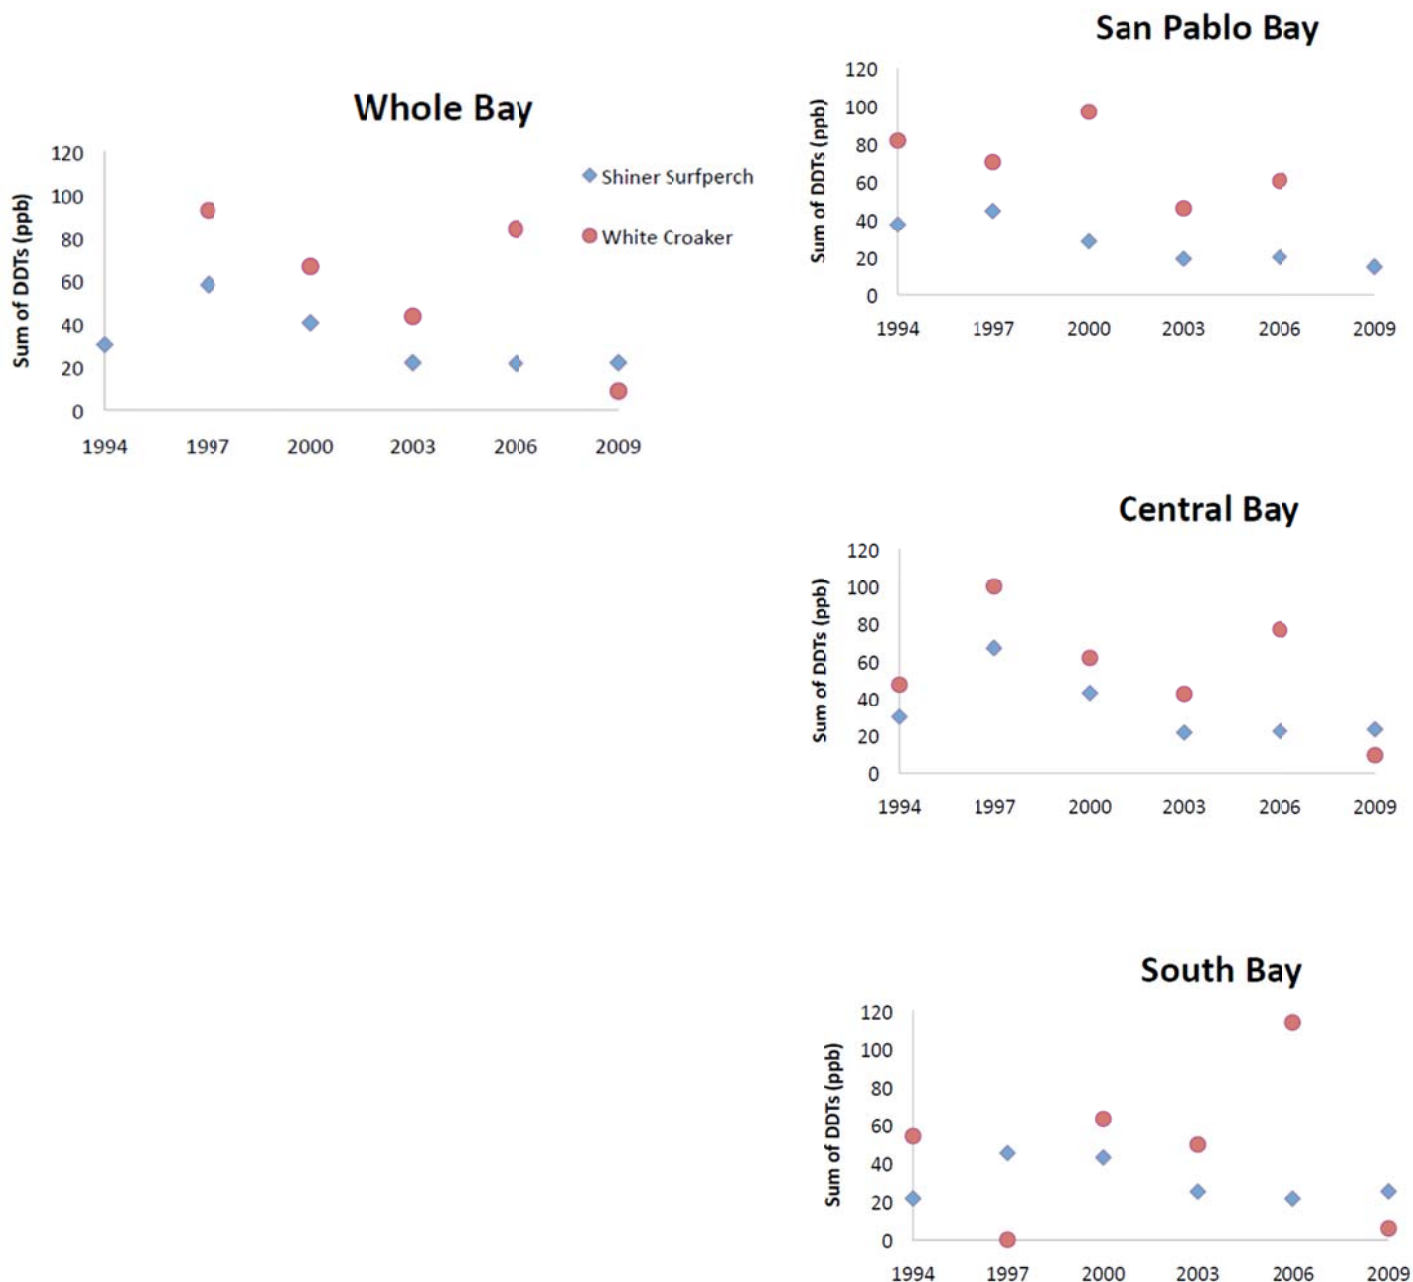 Whole Bay
Sum of DDTs (ppb)
120
100
80
60
40
20
0
1994 1997 2000 2003 2006 2009
Shiner Surfperch
White Croaker
San Pablo Bay
Sum of DDTs (ppb)
120
100
80
60
40
20
0
1994 1997 2000 2003 2006 2009
Central Bay
Sum of DDTs (ppb)
120
100
80
60
40
20
0
1994 1997 2000 2003 2006 2009
South Bay
Sum of DDTs (ppb)
120
100
80
60
40
20
0
1994 1997 2000 2003 2006 2009